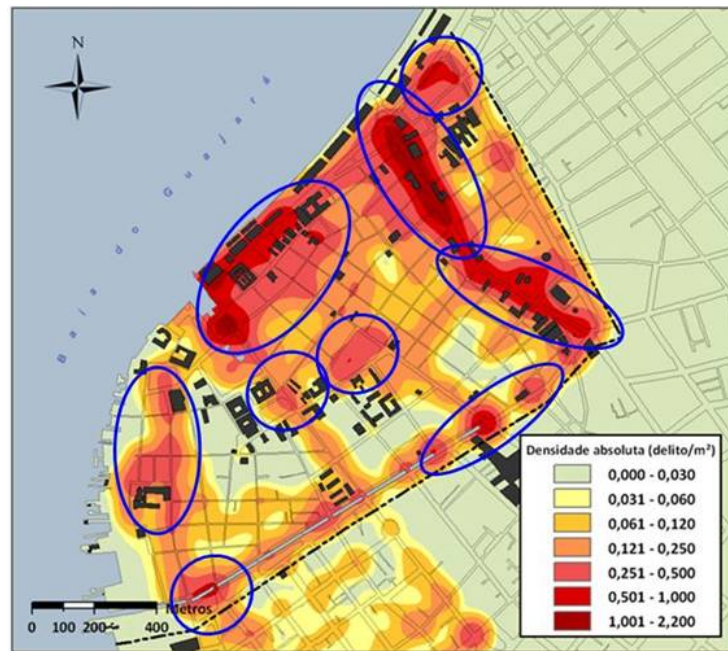 N
Baía do Guajará
Densidade absoluta (delito/m²)
0,000 - 0,030
0,031 - 0,060
0,061 - 0,120
0,121 - 0,250
0,251 - 0,500
0,501 - 1,000
1,001 - 2,200
Metros
0 100 200 400